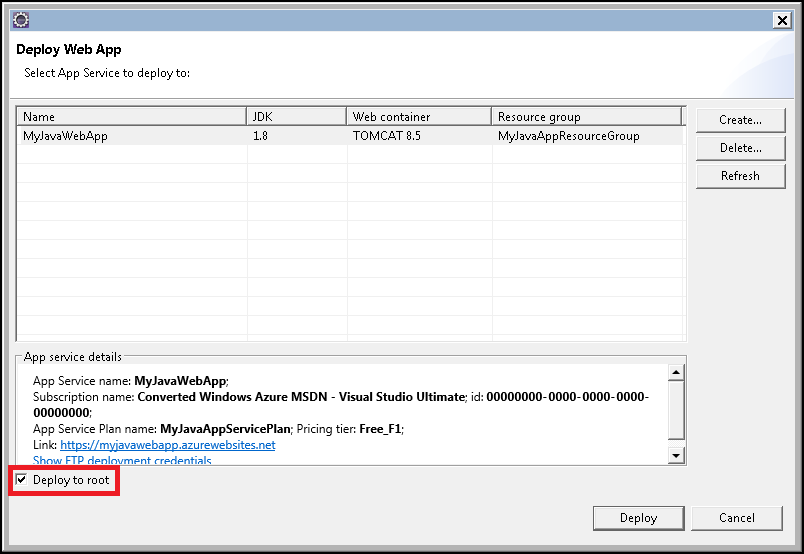 Deploy Web App
Select App Service to deploy to:
Name JDK Web container Resource group
MyJavaWebApp 1.8 TOMCAT 8.5 MyJavaAppResourceGroup
Create...
Delete...
Refresh
App service details
App Service name: MyJavaWebApp;
Subscription name: Converted Windows Azure MSDN - Visual Studio Ultimate; id: 00000000-0000-0000-0000-
00000000;
App Service Plan name: MyJavaAppServicePlan; Pricing tier: Free_F1;
Link: https://myjavawebapp.azurewebsites.net
Show FTP deployment credentials
Deploy to root
Deploy Cancel